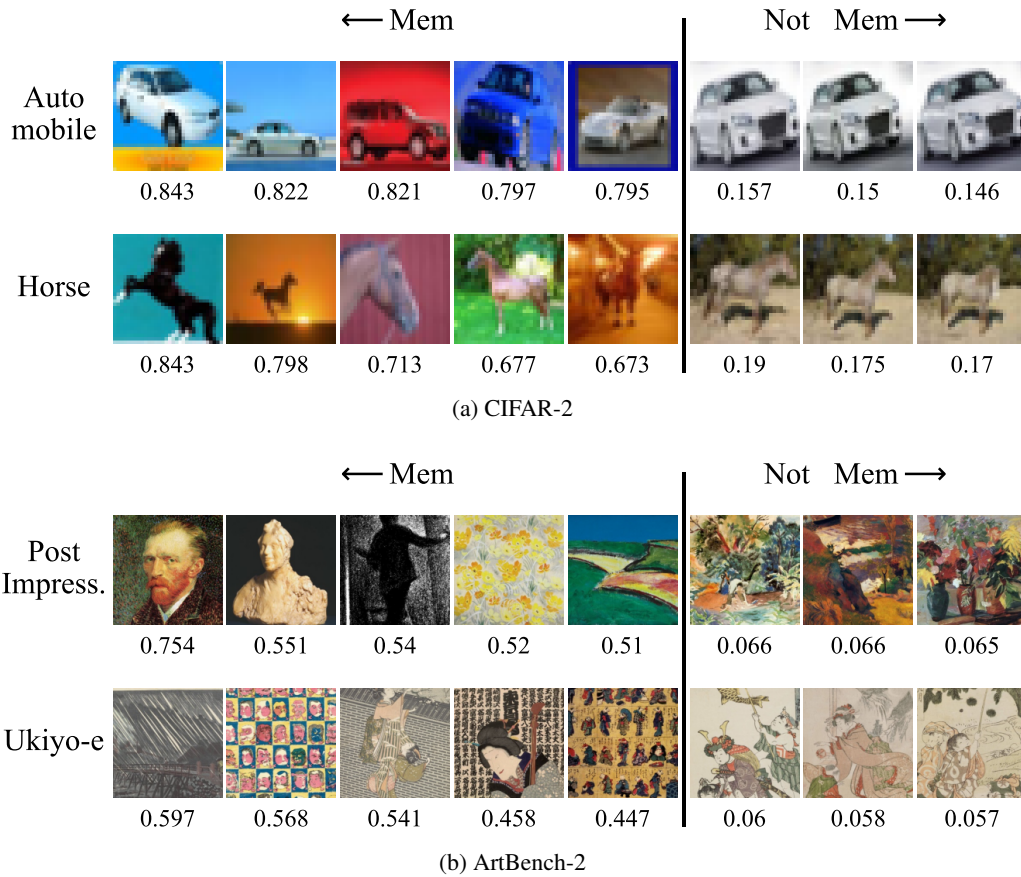 ← Mem Not Mem →
Auto
mobile
0.843 0.822 0.821 0.797 0.795 0.157 0.15 0.146
Horse
0.843 0.798 0.713 0.677 0.673 0.19 0.175 0.17
(a) CIFAR-2
← Mem Not Mem →
Post
Impress.
0.754 0.551 0.54 0.52 0.51 0.066 0.066 0.065
Ukiyo-e
0.597 0.568 0.541 0.458 0.447 0.06 0.058 0.057
(b) ArtBench-2